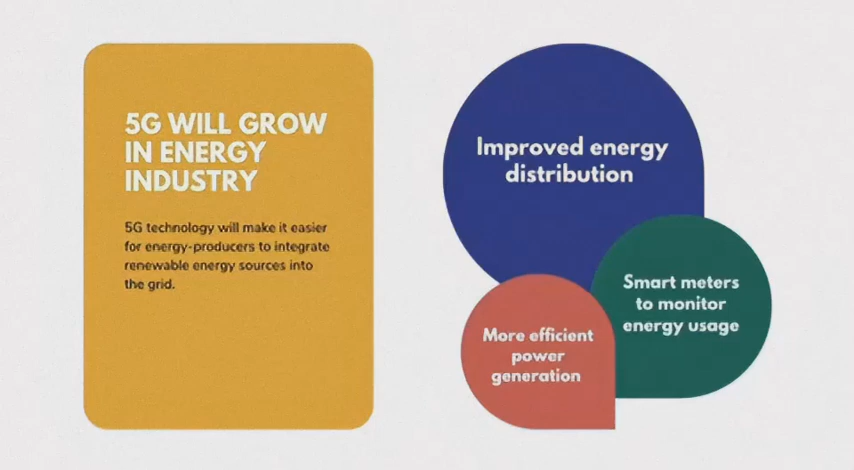 5G WILL GROW
IN ENERGY
INDUSTRY
5G technology will make it easier
for energy-producers to integrate
renewable energy sources into
the grid.
Improved energy
distribution
Smart meters
to monitor
energy usage
More efficient
power
generation